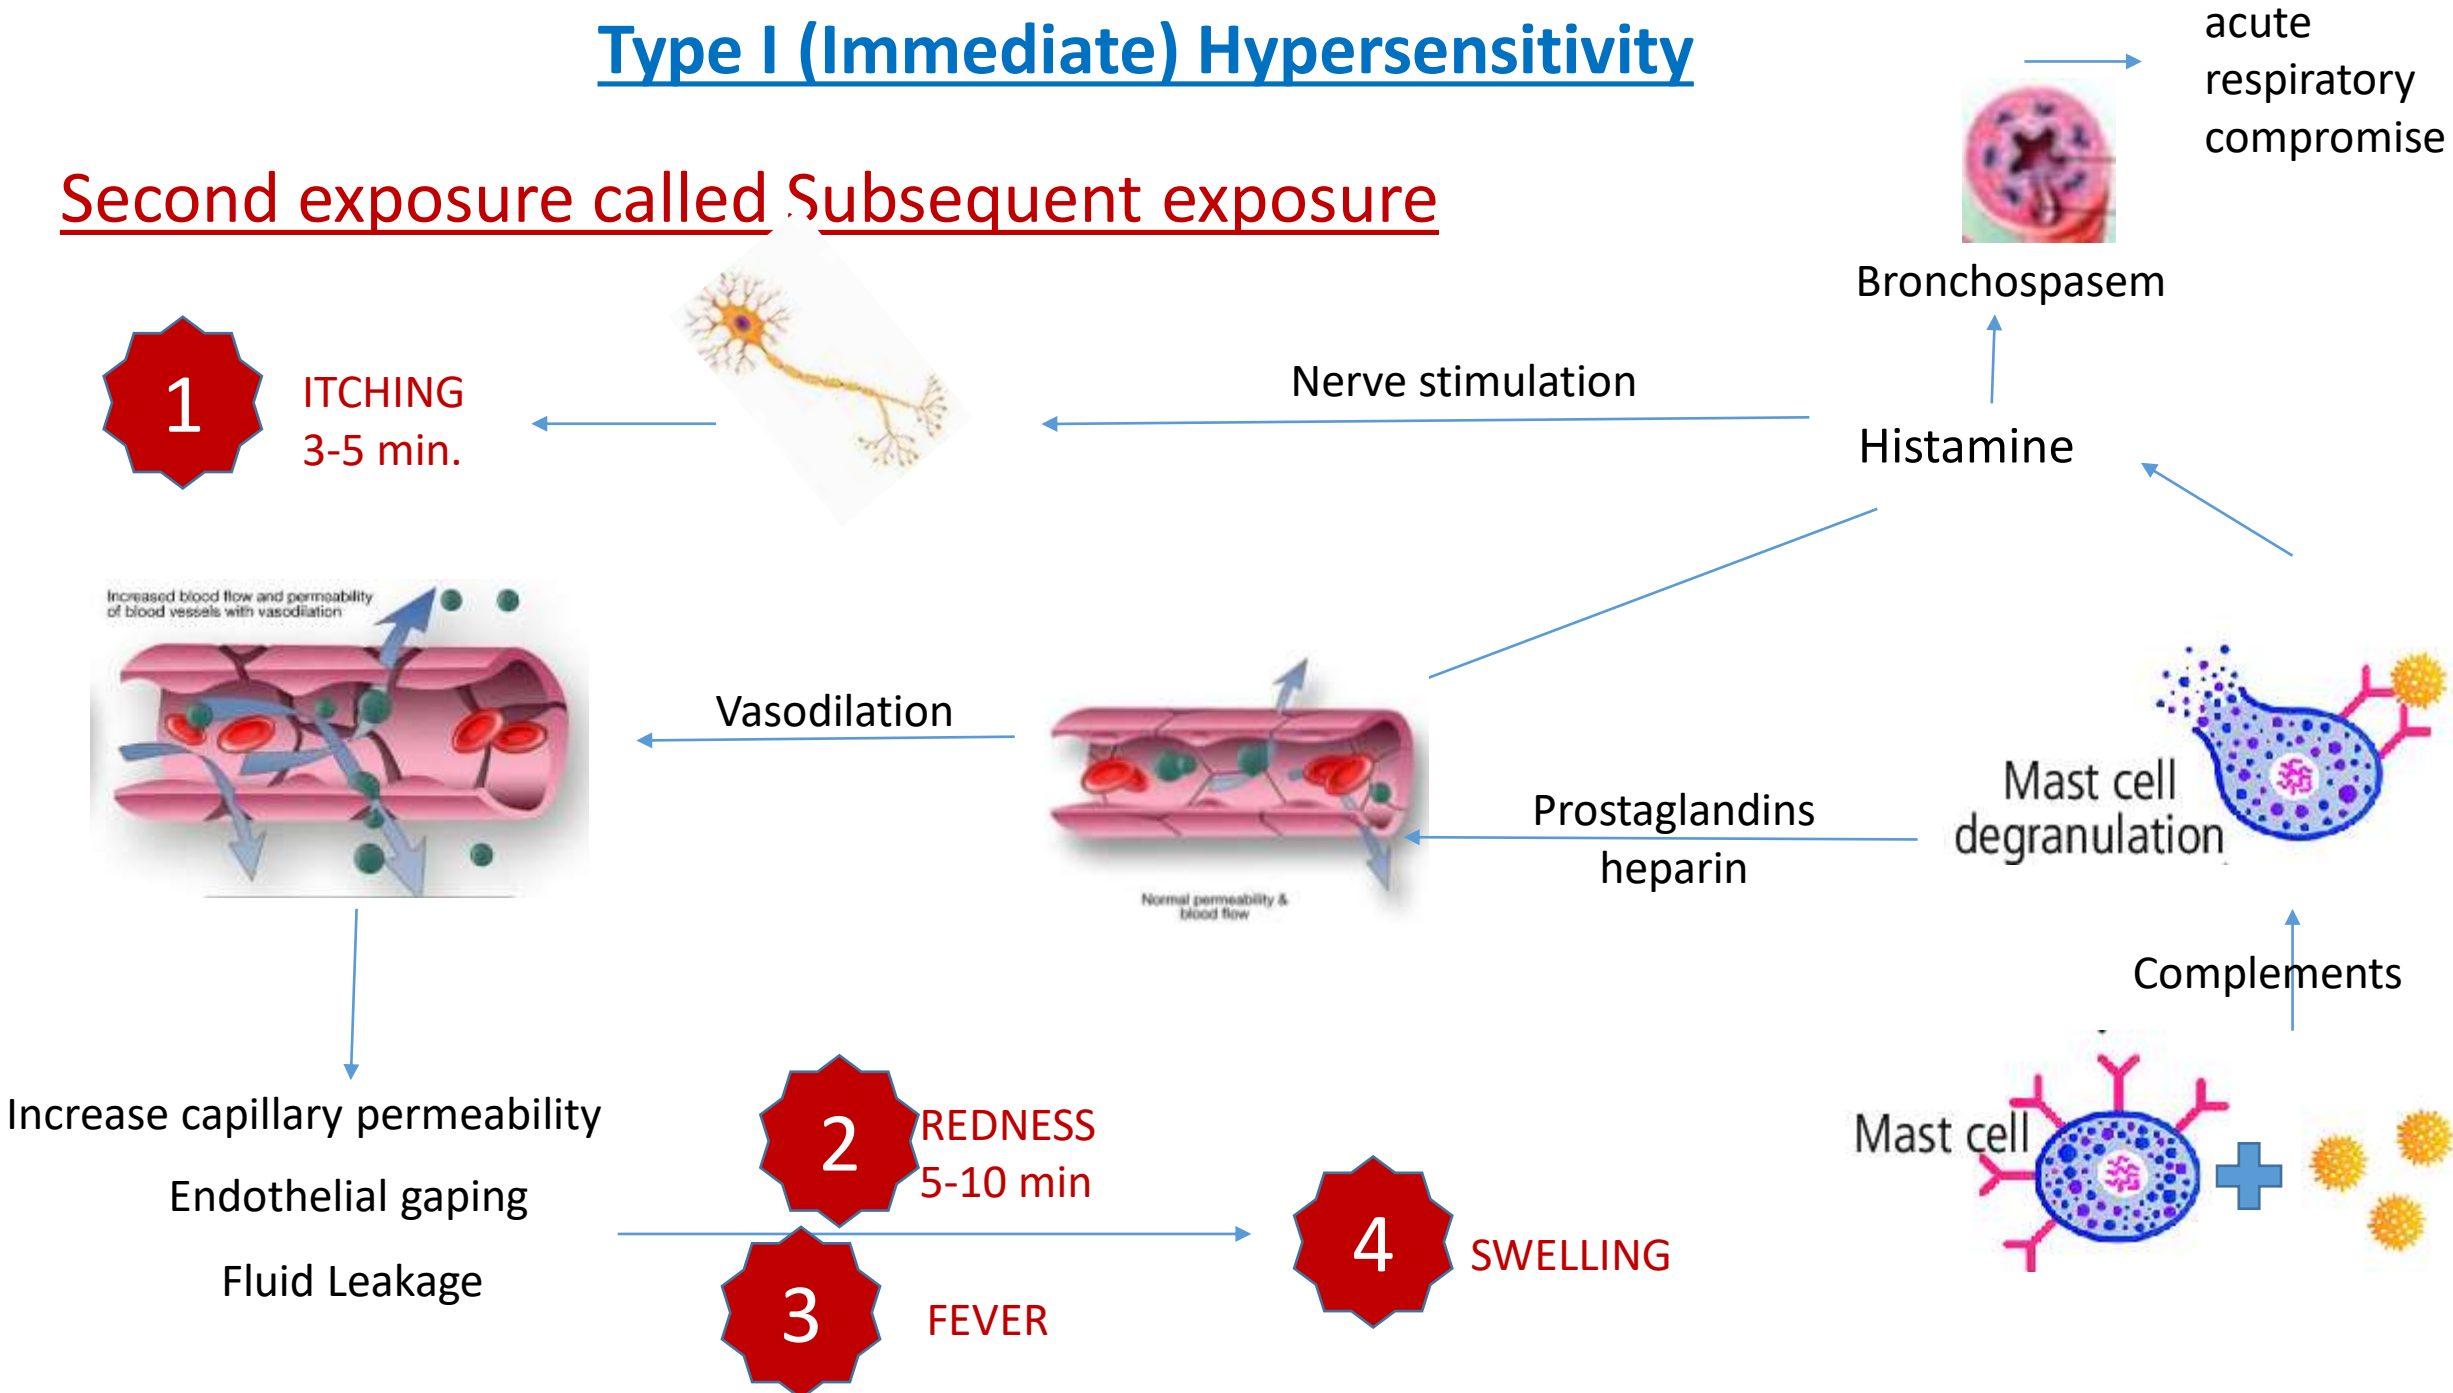 Type I (Immediate) Hypersensitivity
acute
respiratory
compromise
Second exposure called Subsequent exposure
Bronchospasem
1
ITCHING
3-5 min.
Nerve stimulation
Histamine
Increased blood flow and permeability
of blood vessels with vasodilation
Vasodilation
Prostaglandins
heparin
Mast cell
degranulation
Normal permeability &
blood flow
Complements
Increase capillary permeability
Endothelial gaping
Fluid Leakage
2
REDNESS
5-10 min
3
FEVER
4
SWELLING
Mast cell